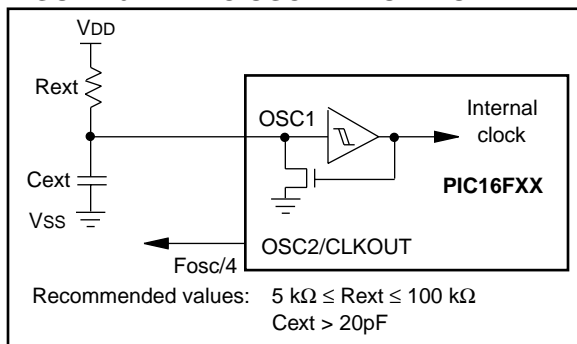 VDD
Rext
OSC1
Internal
clock
Cext
PIC16FXX
VSS
OSC2/CLKOUT
Fosc/4
Recommended values: 5 kΩ ≤ Rext ≤ 100 kΩ
Cext > 20pF